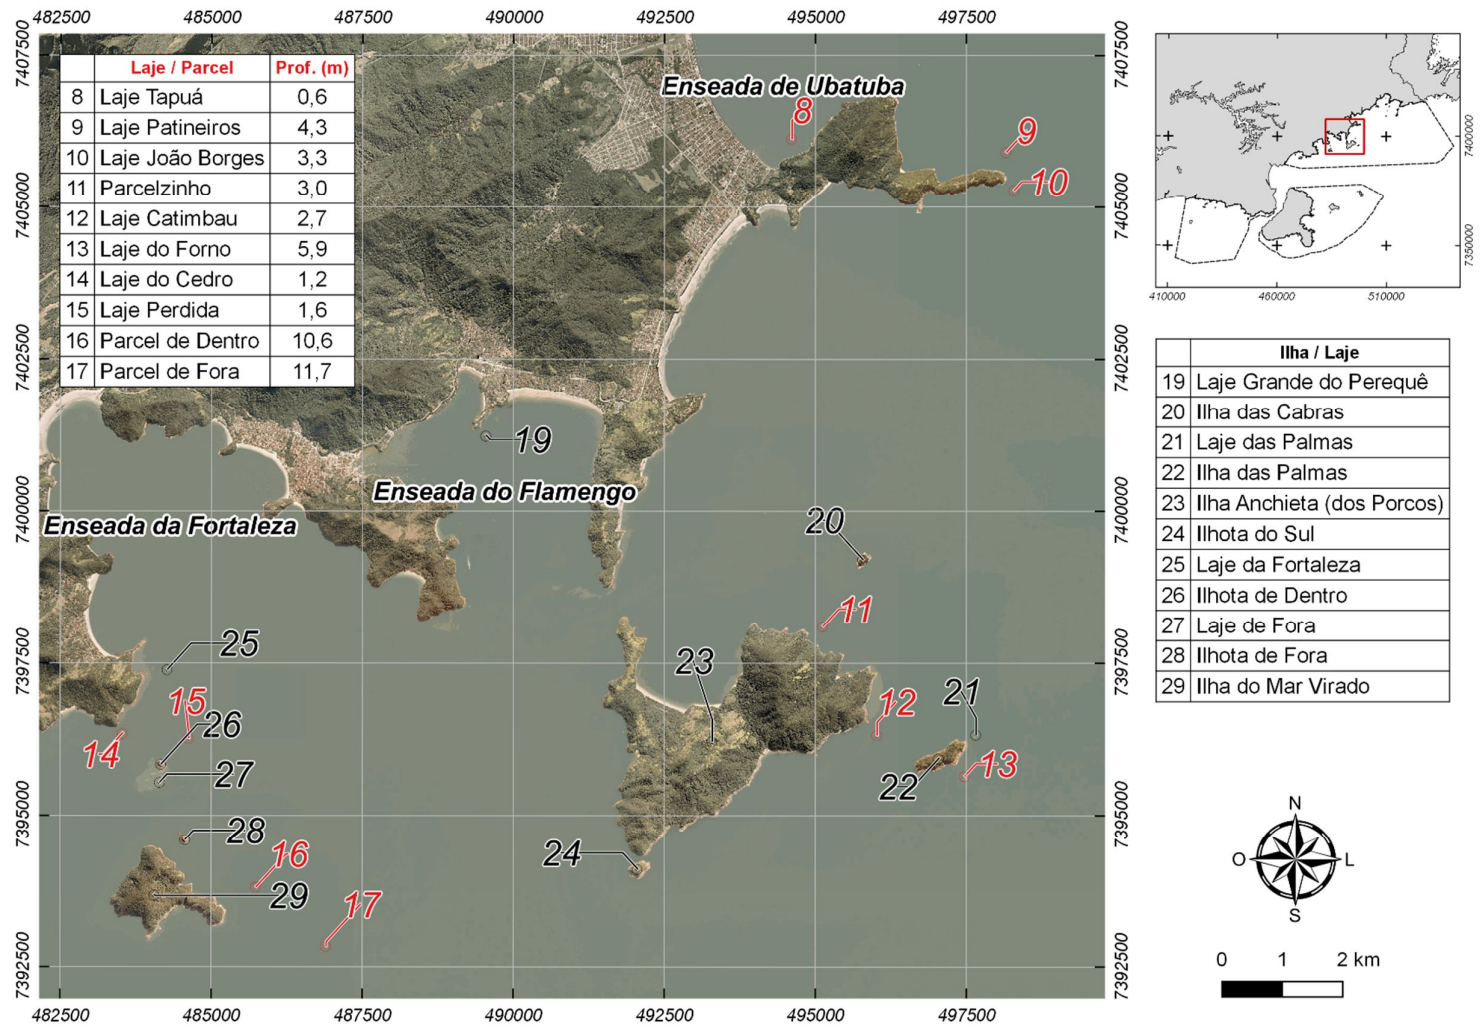 482500 485000 487500 490000 492500 495000 497500
7407500
7405000
7402500
7400000
7397500
7395000
7392500
Laje / Parcel Prof. (m)
8 Laje Tapuá 0,6
9 Laje Patineiros 4,3
10 Laje João Borges 3,3
11 Parcelzinho 3,0
12 Laje Catimbau 2,7
13 Laje do Forno 5,9
14 Laje do Cedro 1,2
15 Laje Perdida 1,6
16 Parcel de Dentro 10,6
17 Parcel de Fora 11,7
Enseada de Ubatuba
8
9
10
19
Enseada do Flamengo
Enseada da Fortaleza
20
11
25
23
15
26
12
21
14
27
22
13
28
24
16
29
17
7407500
7405000
7402500
7400000
7397500
7395000
7392500
482500 485000 487500 490000 492500 495000 497500
7400000
7350000
410000 460000 510000
Ilha / Laje
19 Laje Grande do Perequê
20 Ilha das Cabras
21 Laje das Palmas
22 Ilha das Palmas
23 Ilha Anchieta (dos Porcos)
24 Ilhota do Sul
25 Laje da Fortaleza
26 Ilhota de Dentro
27 Laje de Fora
28 Ilhota de Fora
29 Ilha do Mar Virado
N
O L
S
0 1 2 km